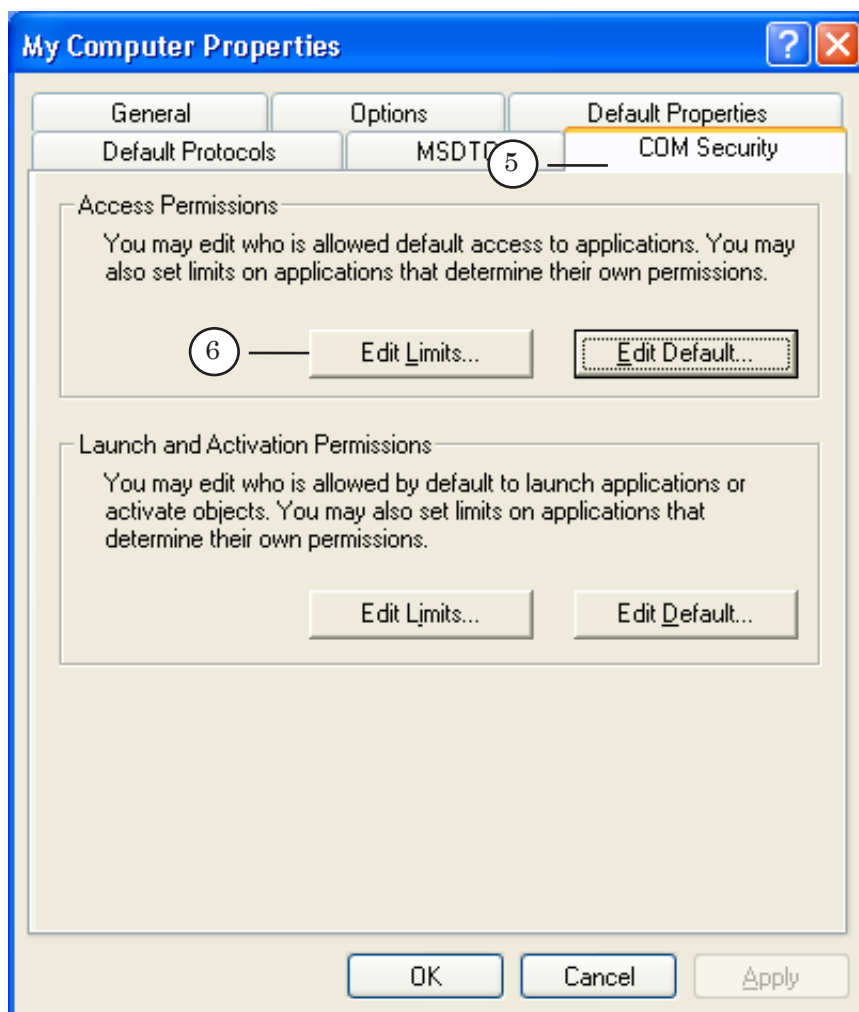 My Computer Properties
General Options Default Properties
Default Protocols MSDTC COM Security
5
Access Permissions
You may edit who is allowed default access to applications. You may
also set limits on applications that determine their own permissions.
6 Edit Limits... Edit Default...
Launch and Activation Permissions
You may edit who is allowed by default to launch applications or
activate objects. You may also set limits on applications that
determine their own permissions.
Edit Limits... Edit Default...
OK Cancel Apply